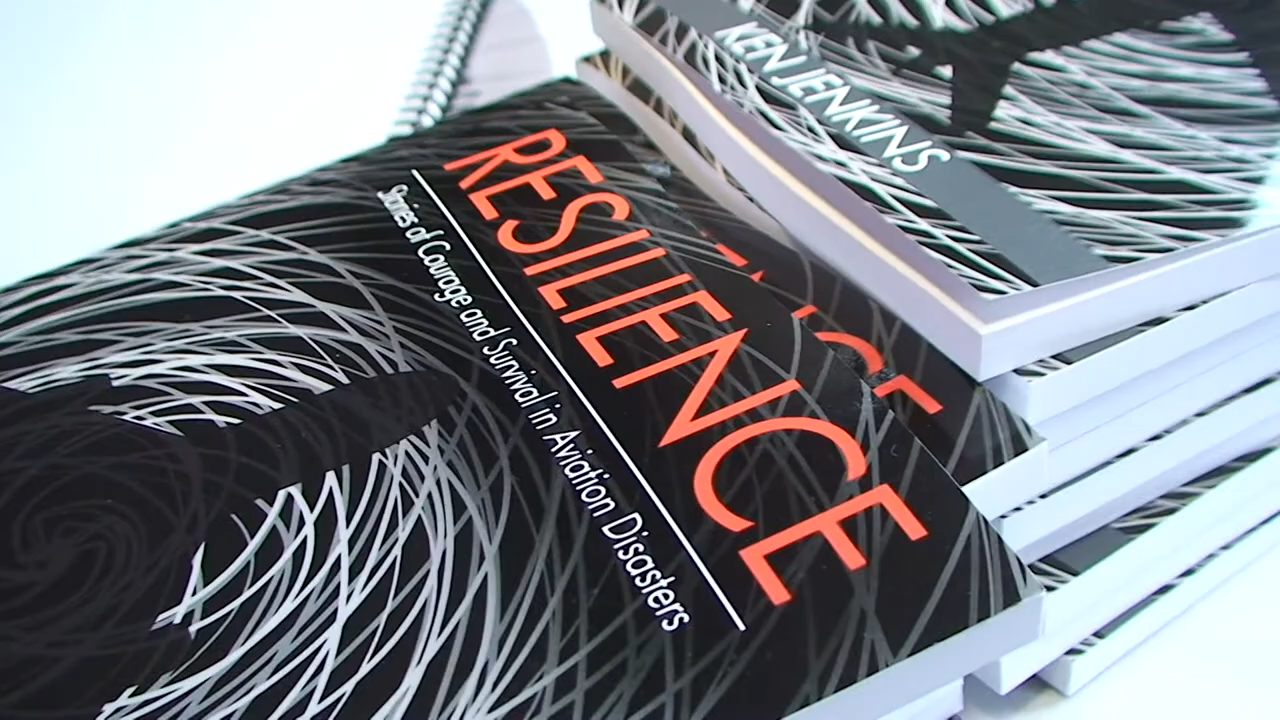 KEN JENKINS
RESILIENCE
Stories of Courage and Survival in Aviation Disasters